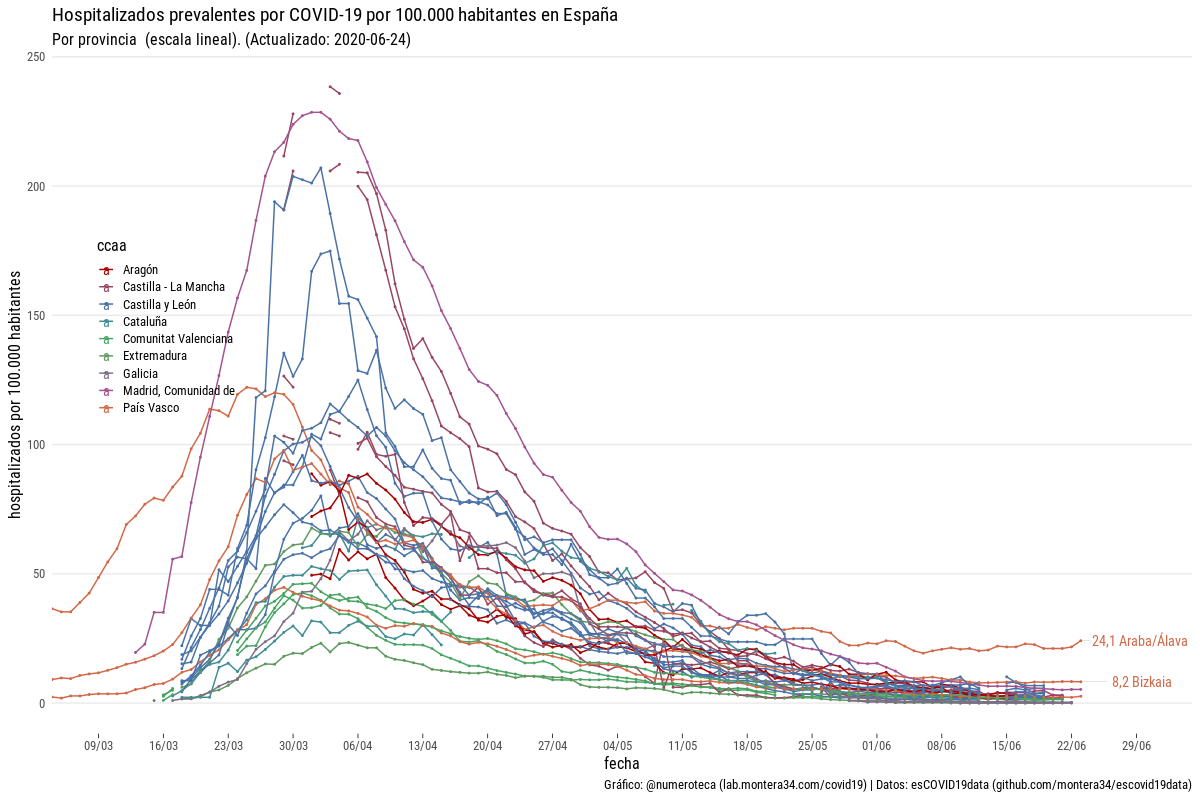 Hospitalizados prevalentes por COVID-19 por 100.000 habitantes en España
Por provincia  (escala lineal). (Actualizado: 2020-06-24)
hospitalizados por 100.000 habitantes
250
200
150
100
50
0
ccaa
Aragón
Castilla - La Mancha
Castilla y León
Cataluña
Comunitat Valenciana
Extremadura
Galicia
Madrid, Comunidad de
País Vasco
24,1 Araba/Álava
8,2 Bizkaia
09/03 16/03 23/03 30/03 06/04 13/04 20/04 27/04 04/05 11/05 18/05 25/05 01/06 08/06 15/06 22/06 29/06
fecha
Gráfico: @numeroteca (lab.montera34.com/covid19) | Datos: esCOVID19data (github.com/montera34/escovid19data)